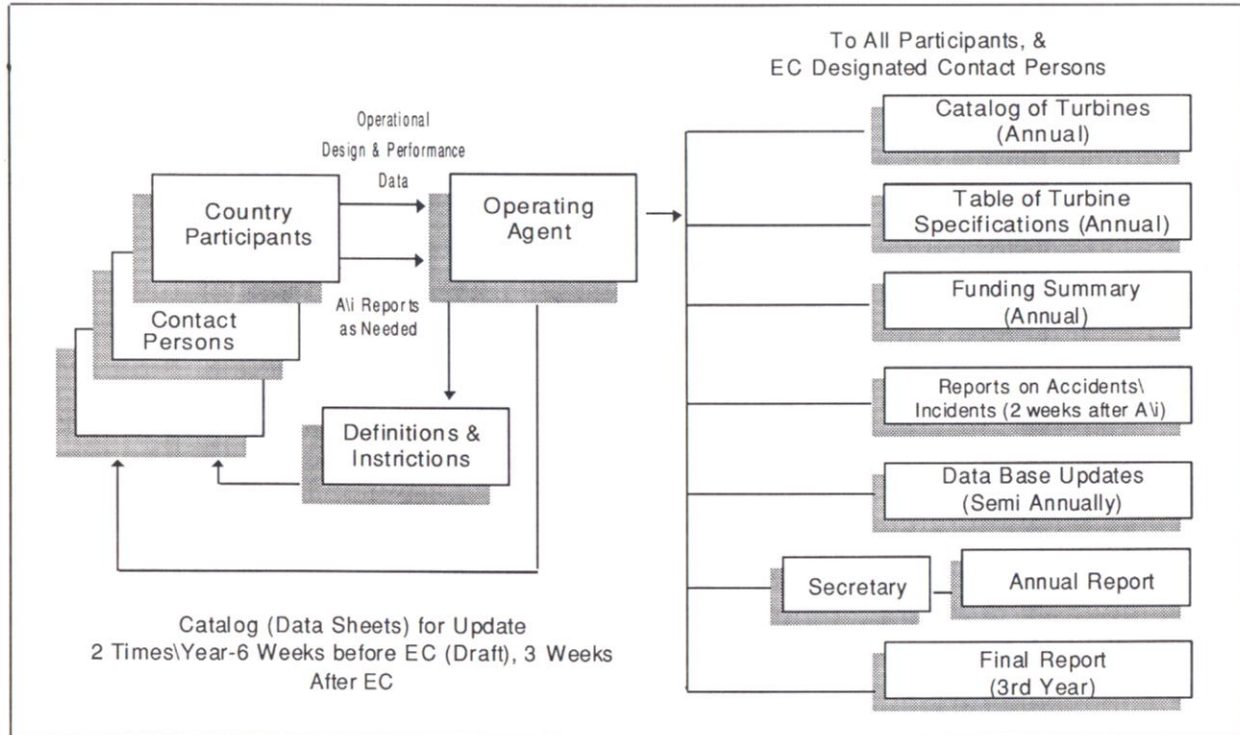 To All Participants, &
EC Designated Contact Persons
Operational
Design & Performance
Data
Country
Participants
Operating
Agent
A\i Reports
as Needed
Contact
Persons
Definitions &
Instrictions
Catalog (Data Sheets) for Update
2 Times\Year-6 Weeks before EC (Draft), 3 Weeks
After EC
Catalog of Turbines
(Annual)
Table of Turbine
Specifications (Annual)
Funding Summary
(Annual)
Reports on Accidents\
Incidents (2 weeks after A\i)
Data Base Updates
(Semi Annually)
Secretary
Annual Report
Final Report
(3rd Year)